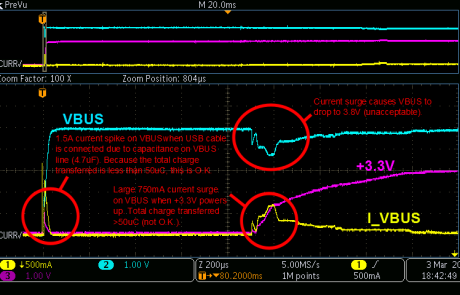 PreVu
M 20.0ms
CURR
Zoom Factor: 100 X
Zoom Position: 804µs
VBUS
Current surge causes VBUS to
drop to 3.6V (unacceptable)
1.5A current spike on VBUS when USB cable
is connected due to capacitance on VBUS
line (4.7uF). Because the total charge
transferred is less than 50uC, this is O.K.
+3.3V
Large 750mA current surge
on VBUS when +3.3V powers
up. Total charge transferred
>50uC (not O.K.)
I_VBUS
CURR
1 500mA
2 1.00 V
3 1.00 V
Z 200µs
T 80.2000ms
5.00MS/s
1M points
1
500mA
3 Mar
18:42:49